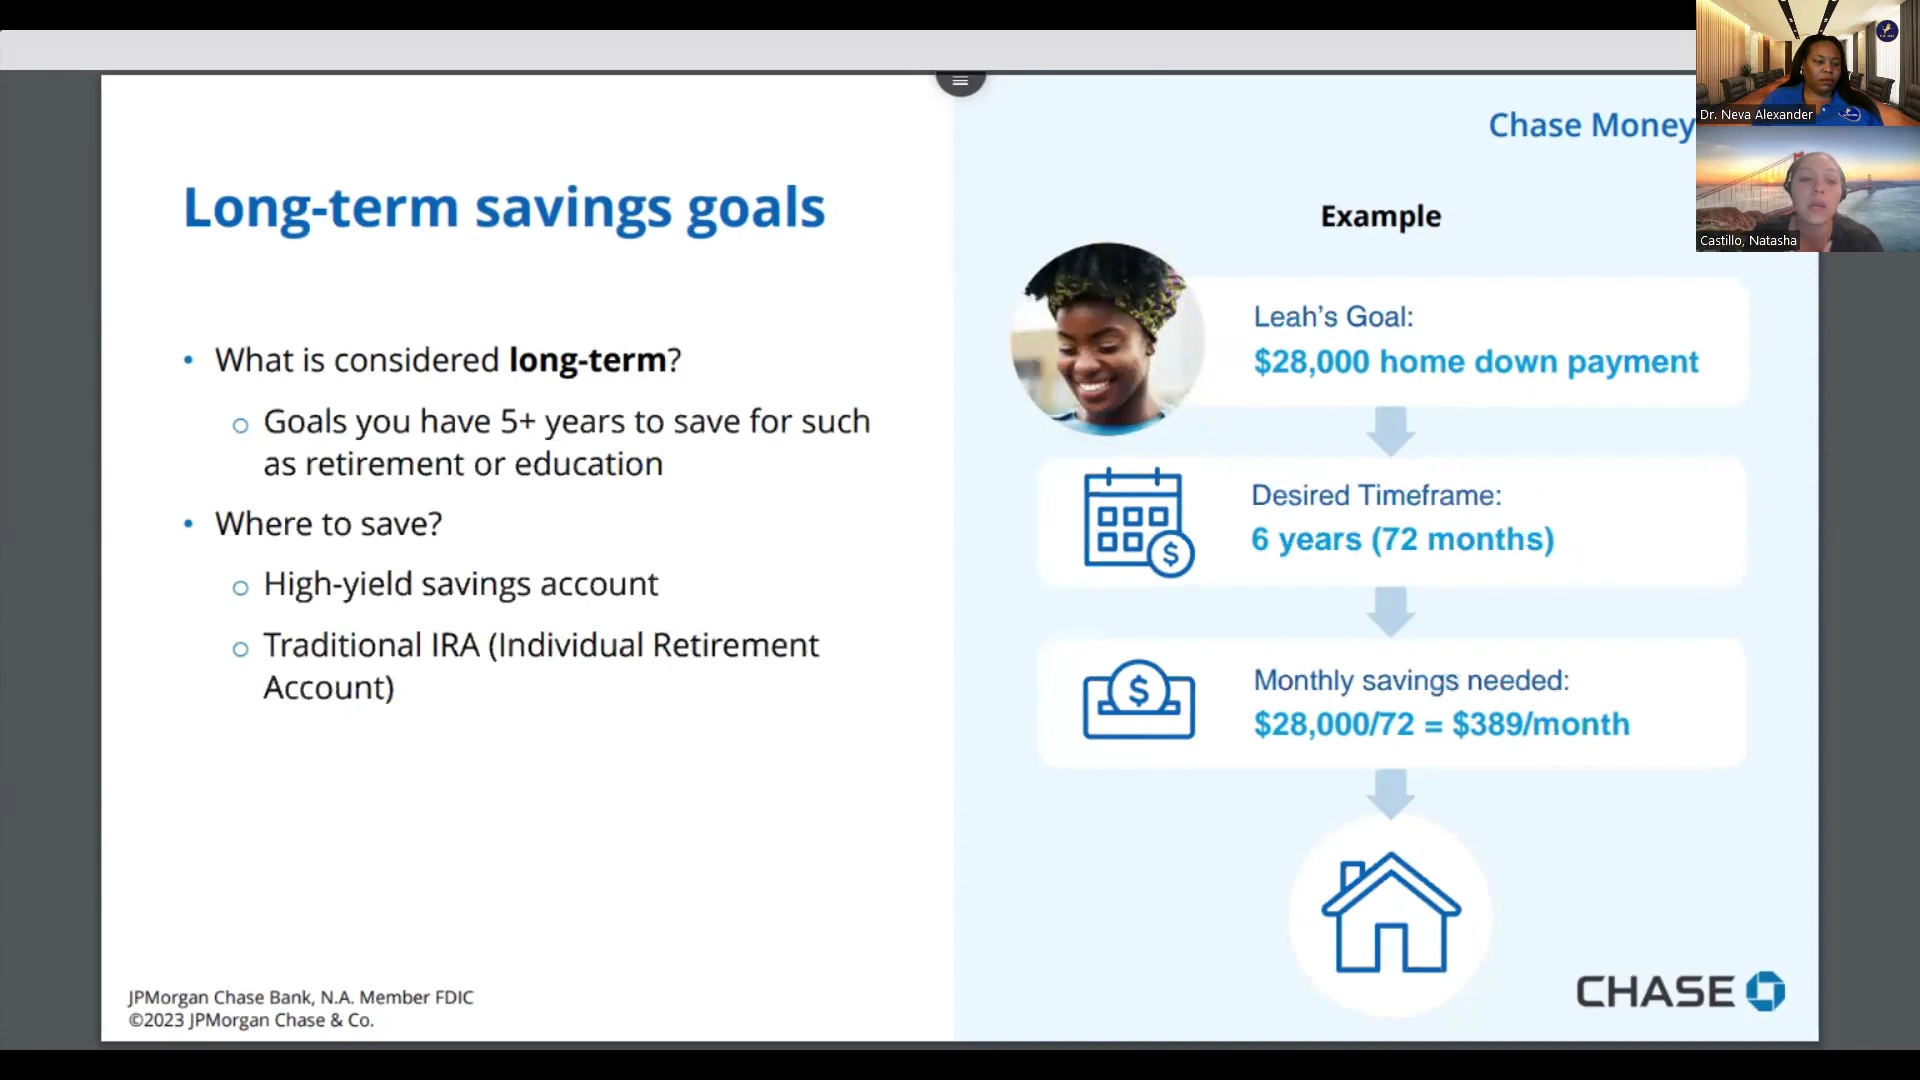 Long-term savings goals
• What is considered long-term?
o Goals you have 5+ years to save for such
as retirement or education
• Where to save?
o High-yield savings account
o Traditional IRA (Individual Retirement
Account)
JPMorgan Chase Bank, N.A. Member FDIC
©2023 JPMorgan Chase & Co.
Chase Money
Example
Leah's Goal:
$28,000 home down payment
Desired Timeframe:
6 years (72 months)
$
Monthly savings needed:
$28,000/72 = $389/month
$
CHASE
Dr. Neva Alexander
Castillo, Natasha